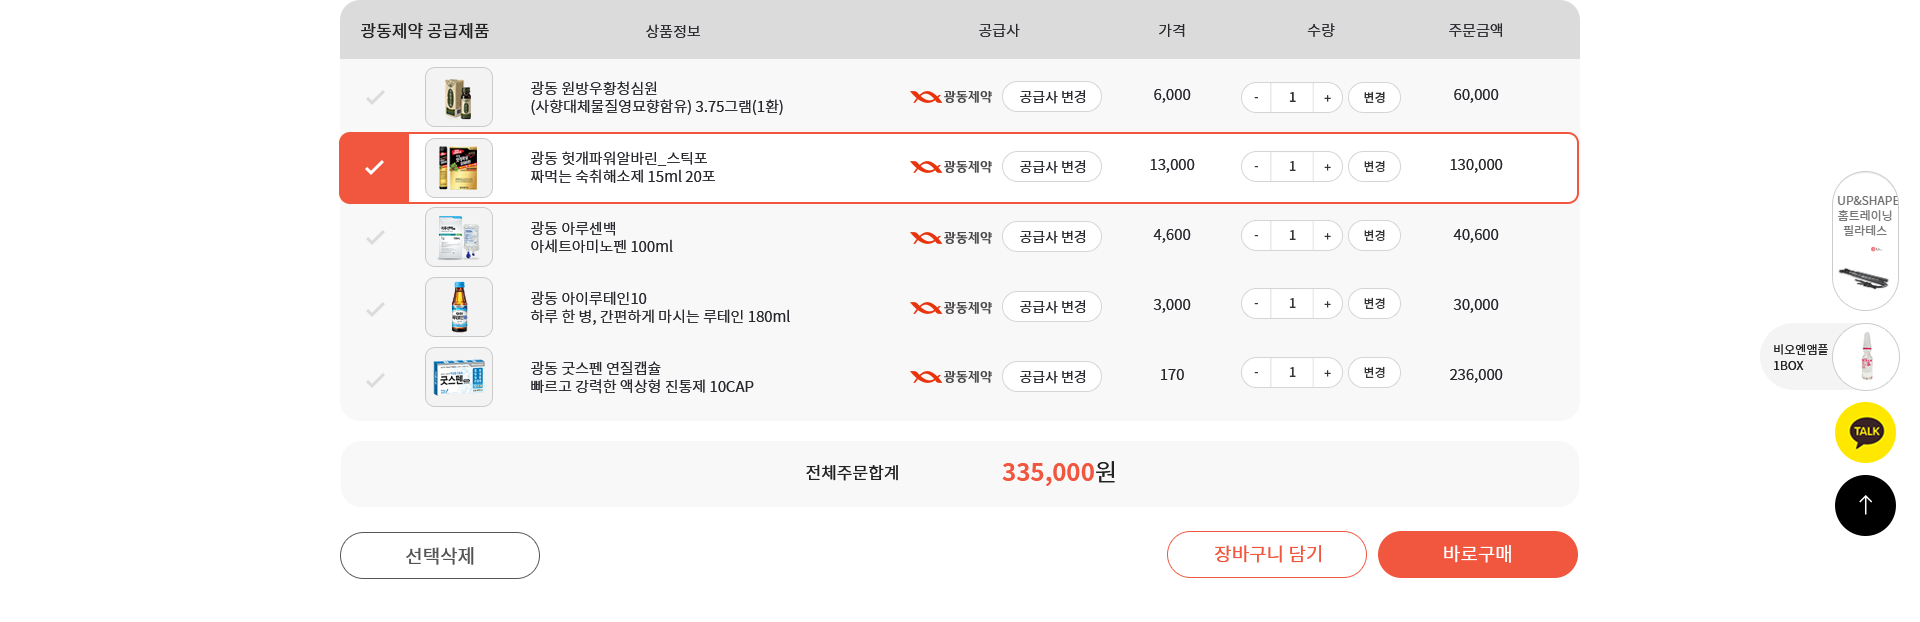 광동제약 공급제품 상품정보 공급사 가격 수량 주문금액
광동 원방우황청심원
(사향대체물질영묘향함유) 3.75그램(1환)
광동제약 공급사 변경 6,000 - 1 + 변경 60,000
광동 헛개파워알바린_스틱포
짜먹는 숙취해소제 15ml 20포
광동제약 공급사 변경 13,000 - 1 + 변경 130,000
광동 아루센백
아세트아미노펜 100ml
광동제약 공급사 변경 4,600 - 1 + 변경 40,600
광동 아이루테인10
하루 한 병, 간편하게 마시는 루테인 180ml
광동제약 공급사 변경 3,000 - 1 + 변경 30,000
굿스펜
광동 굿스펜 연질캡슐
빠르고 강력한 액상형 진통제 10CAP
광동제약 공급사 변경 170 - 1 + 변경 236,000
전체주문합계 335,000원
선택삭제 장바구니 담기 바로구매
UP&SHAPE
홈트레이닝
필라테스
비오엔앰플
1BOX
TALK